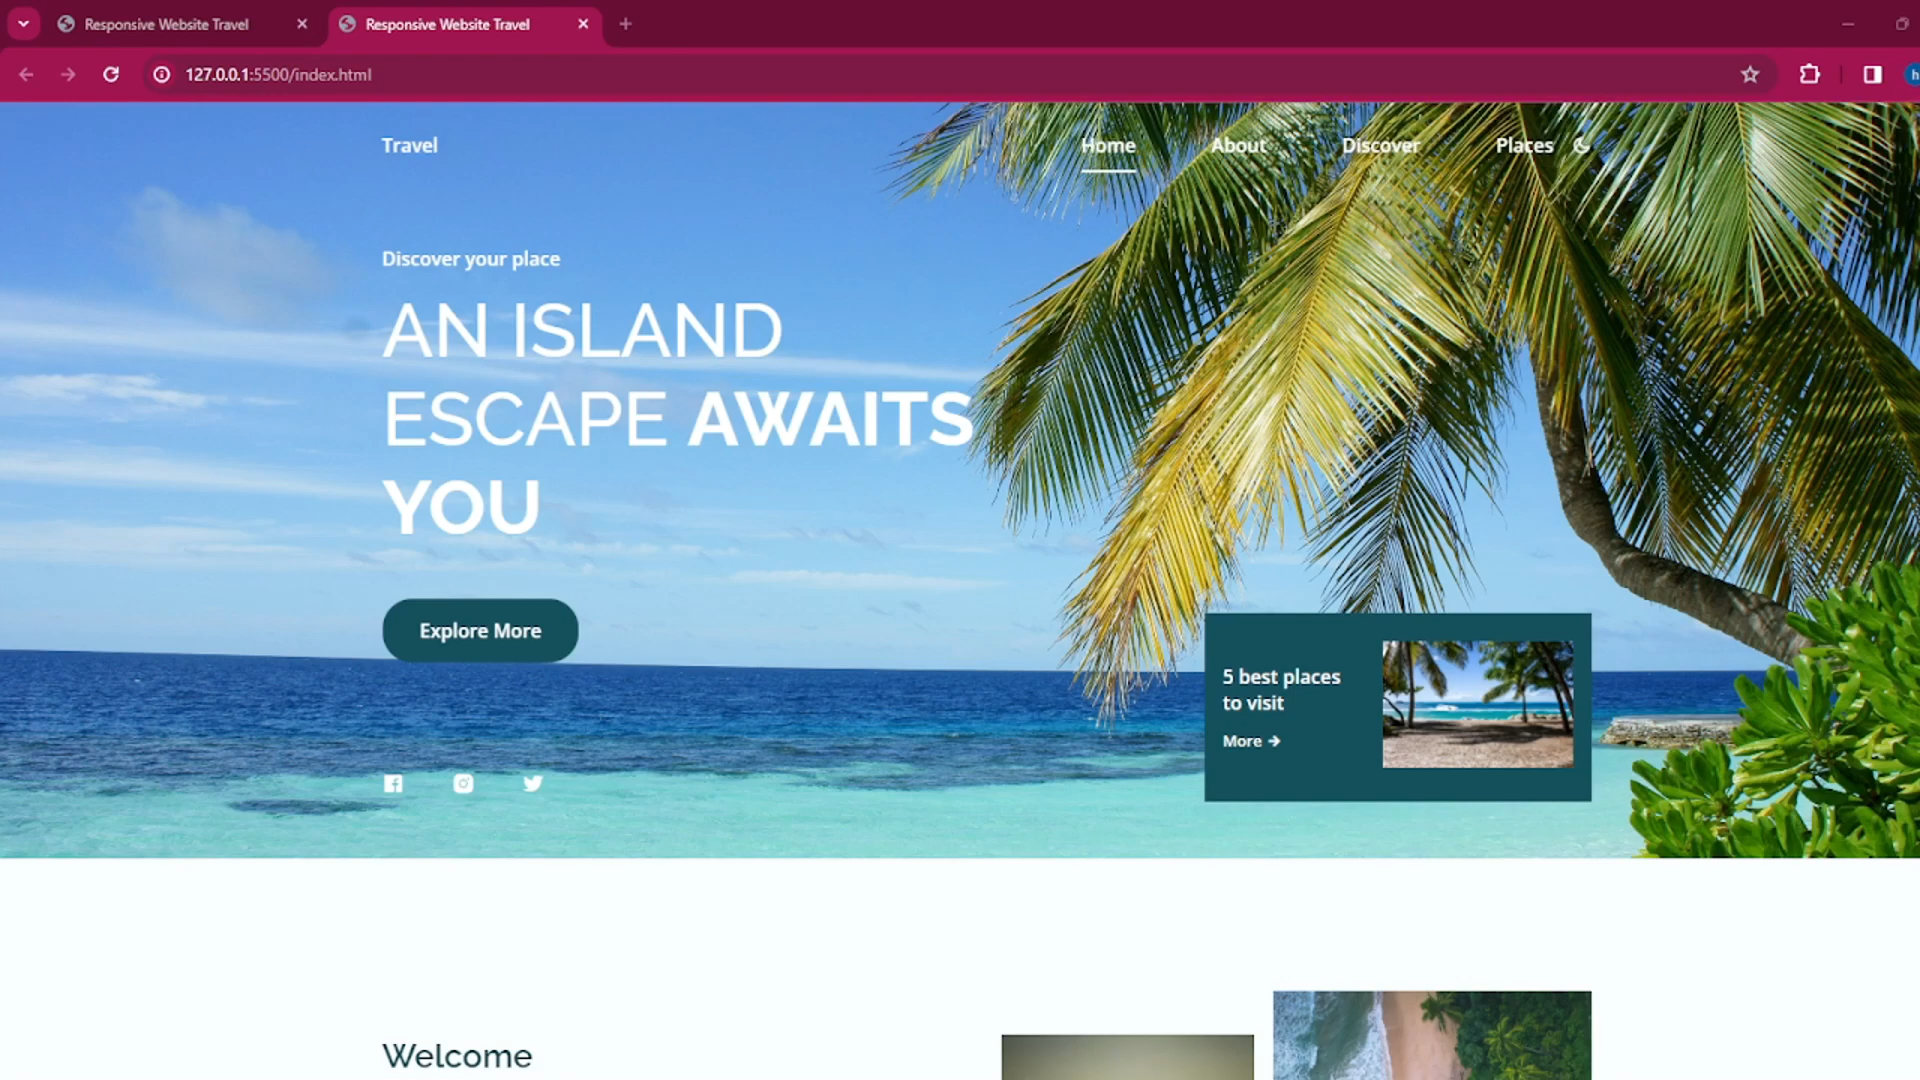 Responsive Website Travel
Responsive Website Travel
127.0.0.1:5500/index.html
h
Travel
Home
About
Discover
Places
Discover your place
AN ISLAND
ESCAPE AWAITS
YOU
Explore More
5 best places
to visit
More →
Welcome